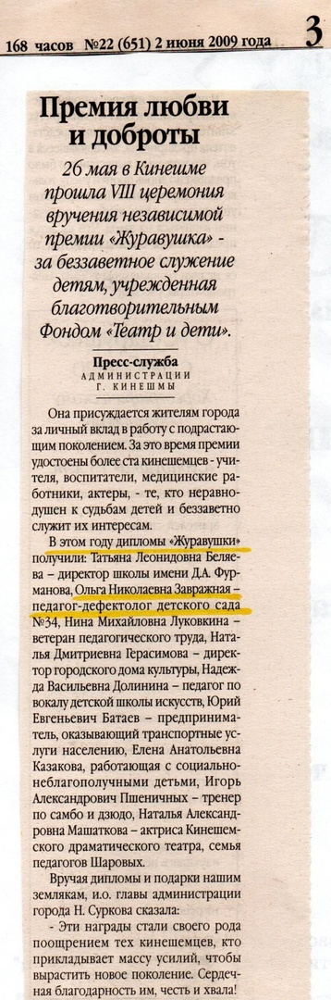 168 часов №22 (651) 2 июня 2009 года 3
Премия любви
и доброты
26 мая в Кинешме
прошла VIII церемония
вручения независимой
премии «Журавушка» -
за беззаветное служение
детям, учрежденная
благотворительным
Фондом «Театр и дети».
Пресс-служба
АДМИНИСТРАЦИИ
Г. КИНЕШМЫ
Она присуждается жителям города
за личный вклад в работу с подрастаю-
щим поколением. За это время премии
удостоены более ста кинешемцев - учи-
теля, воспитатели, медицинские ра-
ботники, актеры, - те, кто неравно-
душен к судьбам детей и беззаветно
служит их интересам.
В этом году дипломы «Журавушки»
получили: Татьяна Леонидовна Беляе-
ва – директор школы имени Д.А. Фур-
манова, Ольга Николаевна Завражная –
педагог-дефектолог детского сада
№34, Нина Михайловна Луковкина –
ветеран педагогического труда, Ната-
лья Дмитриевна Герасимова – дирек-
тор городского дома культуры, Надеж-
да Васильевна Долинина – педагог по
вокалу детской школы искусств, Юрий
Евгеньевич Батаев – предпринима-
тель, оказывающий транспортные ус-
луги населению, Елена Анатольевна
Казакова, работающая с социально-
неблагополучными детьми, Игорь
Александрович Пшеничных – тренер
по самбо и дзюдо, Наталья Александ-
ровна Машаткова – актриса Кинешем-
ского драматического театра, семья
педагогов Шаровых.
Вручая дипломы и подарки нашим
землякам, и.о. главы администрации
города Н. Суркова сказала:
- Эти награды стали своего рода
поощрением тех кинешемцев, кто
прикладывает массу усилий, чтобы
вырастить новое поколение. Сердеч-
ная благодарность им, честь и хвала!